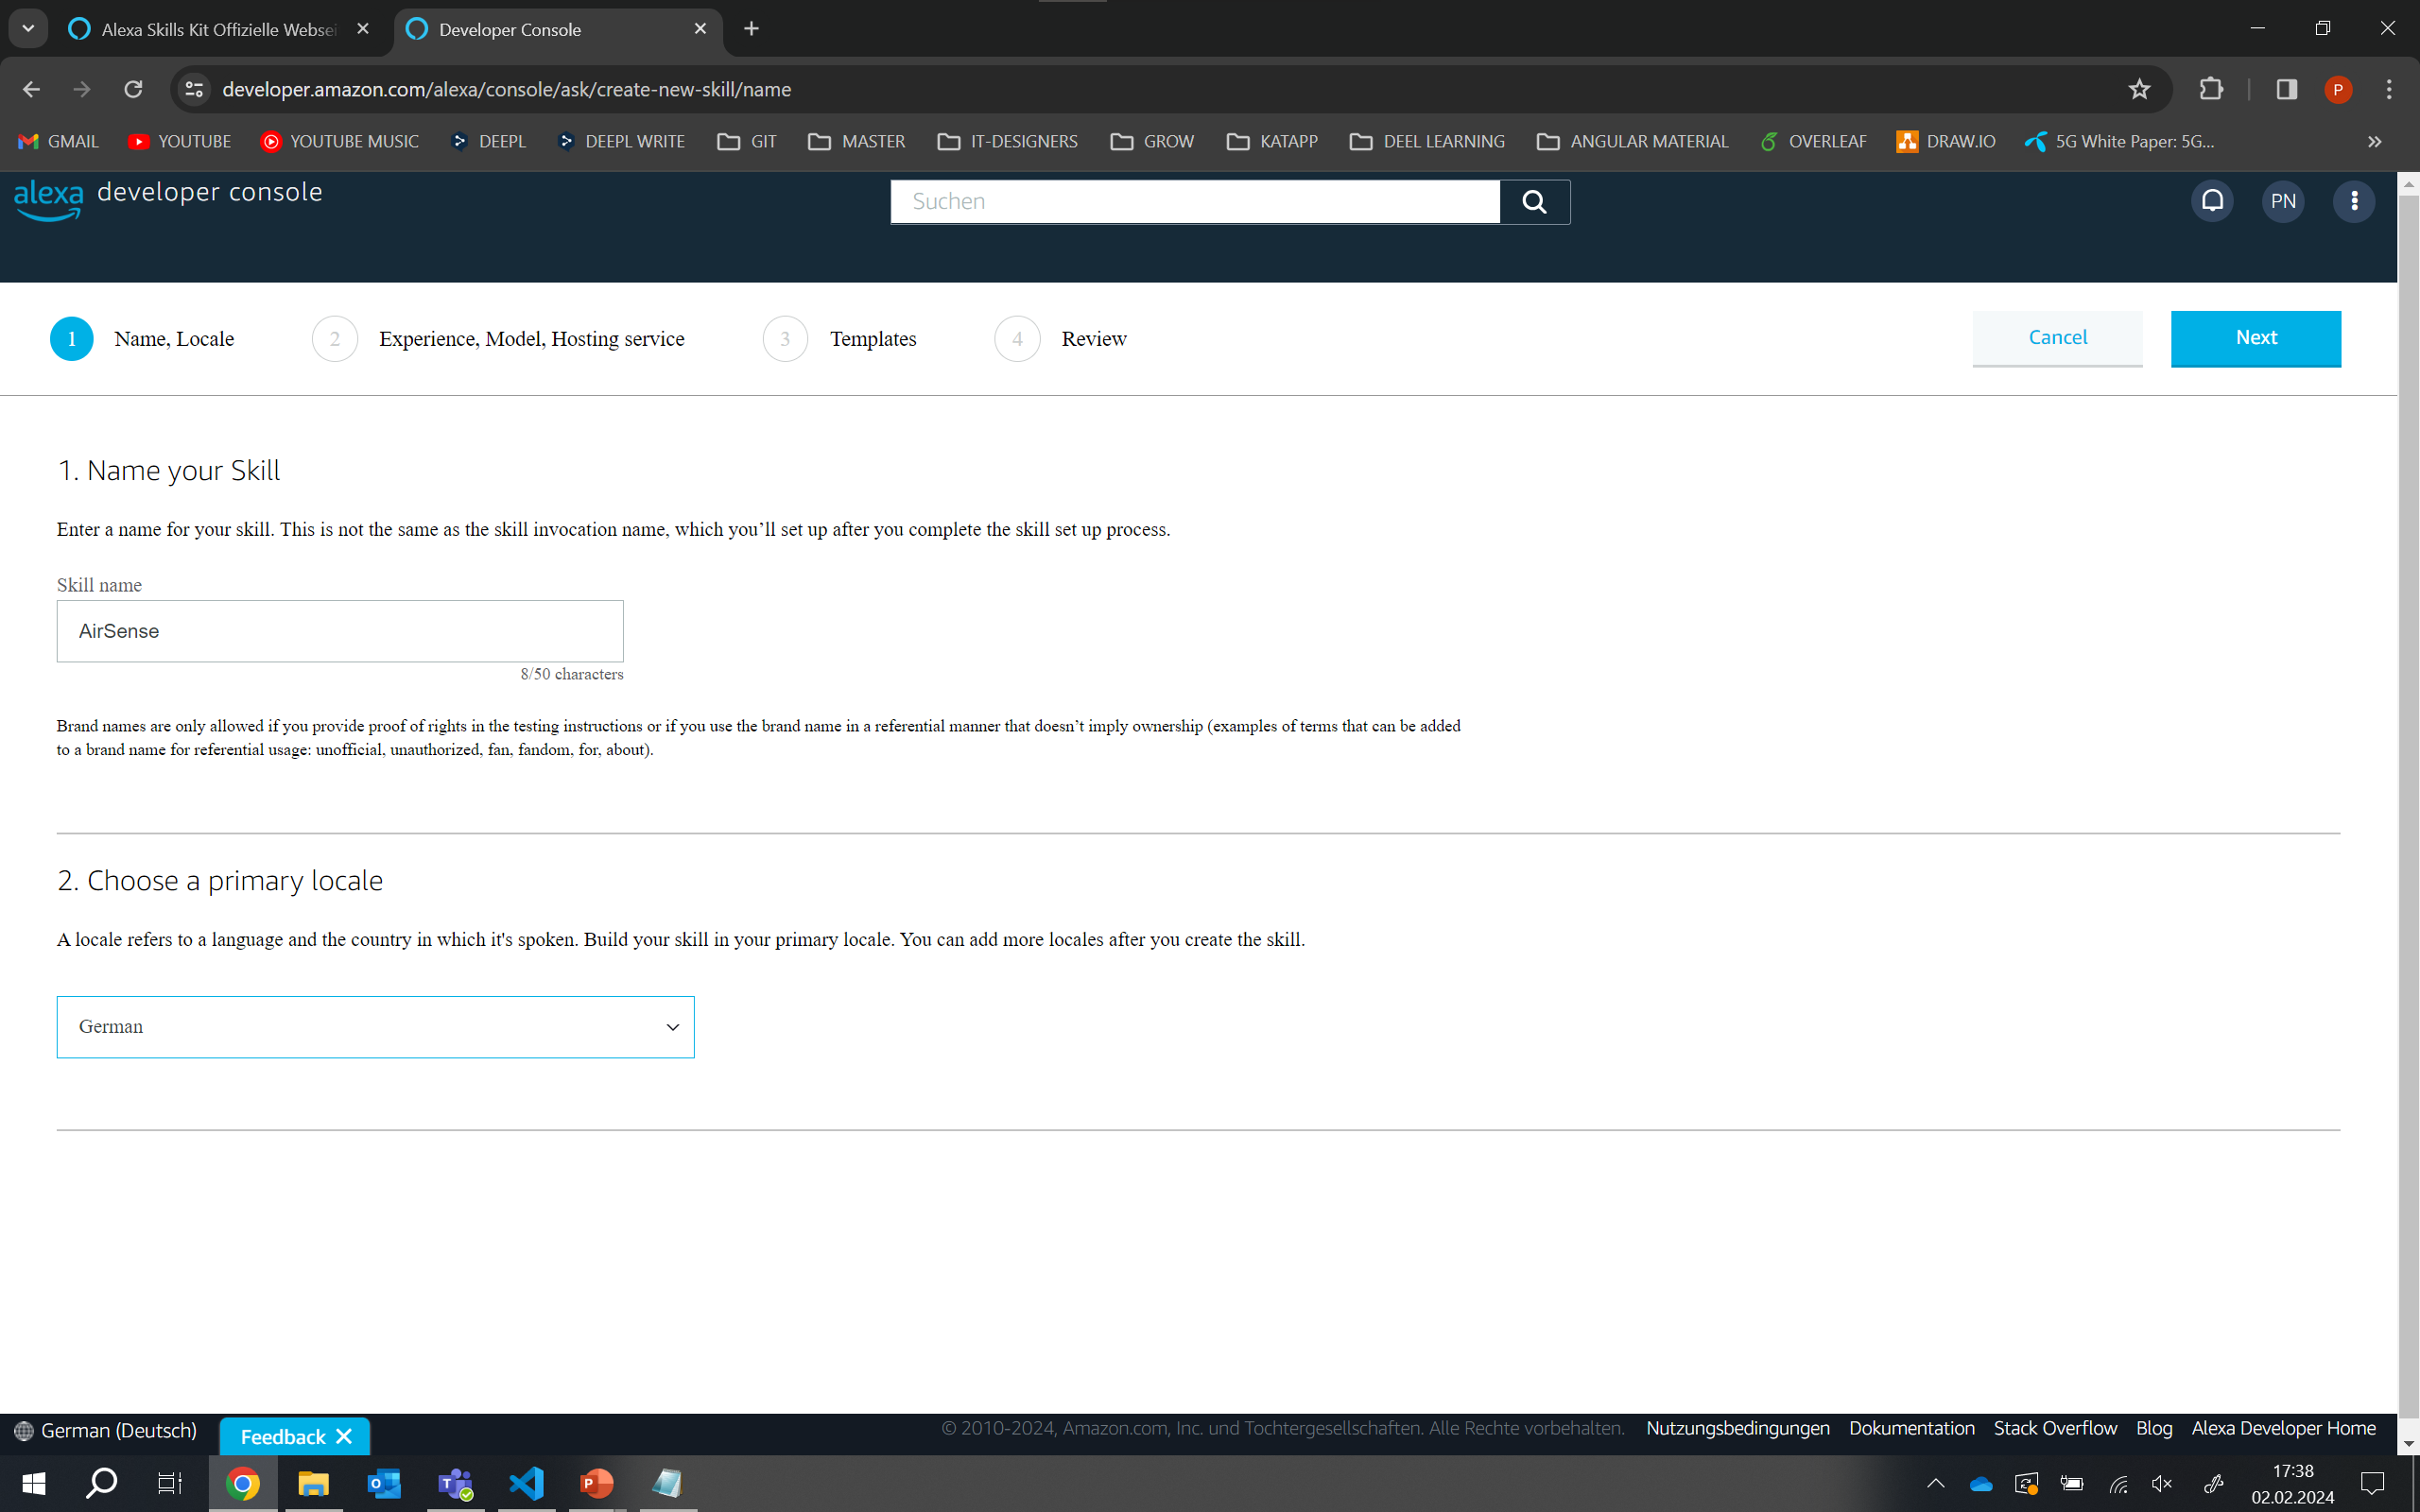 Alexa Skills Kit Offizielle Websei
Developer Console
developer.amazon.com/alexa/console/ask/create-new-skill/name
P
GMAIL
YOUTUBE
YOUTUBE MUSIC
DEEPL
DEEPL WRITE
GIT
MASTER
IT-DESIGNERS
GROW
KATAPP
DEEL LEARNING
ANGULAR MATERIAL
OVERLEAF
DRAW.IO
5G White Paper: 5G...
alexa developer console
Suchen
PN
1 Name, Locale
2 Experience, Model, Hosting service
3 Templates
4 Review
Cancel
Next
1. Name your Skill
Enter a name for your skill. This is not the same as the skill invocation name, which you’ll set up after you complete the skill set up process.
Skill name
AirSense
8/50 characters
Brand names are only allowed if you provide proof of rights in the testing instructions or if you use the brand name in a referential manner that doesn’t imply ownership (examples of terms that can be added
to a brand name for referential usage: unofficial, unauthorized, fan, fandom, for, about).
2. Choose a primary locale
A locale refers to a language and the country in which it's spoken. Build your skill in your primary locale. You can add more locales after you create the skill.
German
German (Deutsch)
Feedback
© 2010-2024, Amazon.com, Inc. und Tochtergesellschaften. Alle Rechte vorbehalten.
Nutzungsbedingungen
Dokumentation
Stack Overflow
Blog
Alexa Developer Home
17:38
02.02.2024